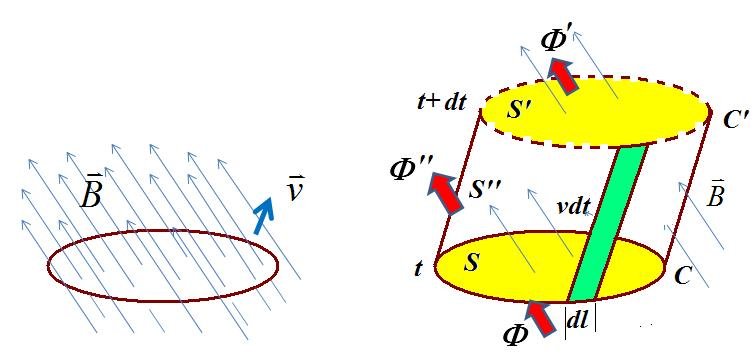 B⃗
v⃗
Φ′
t+ dt
S′
C′
Φ′′
S′′
vdt
B⃗
t
S
C
Φ
dl